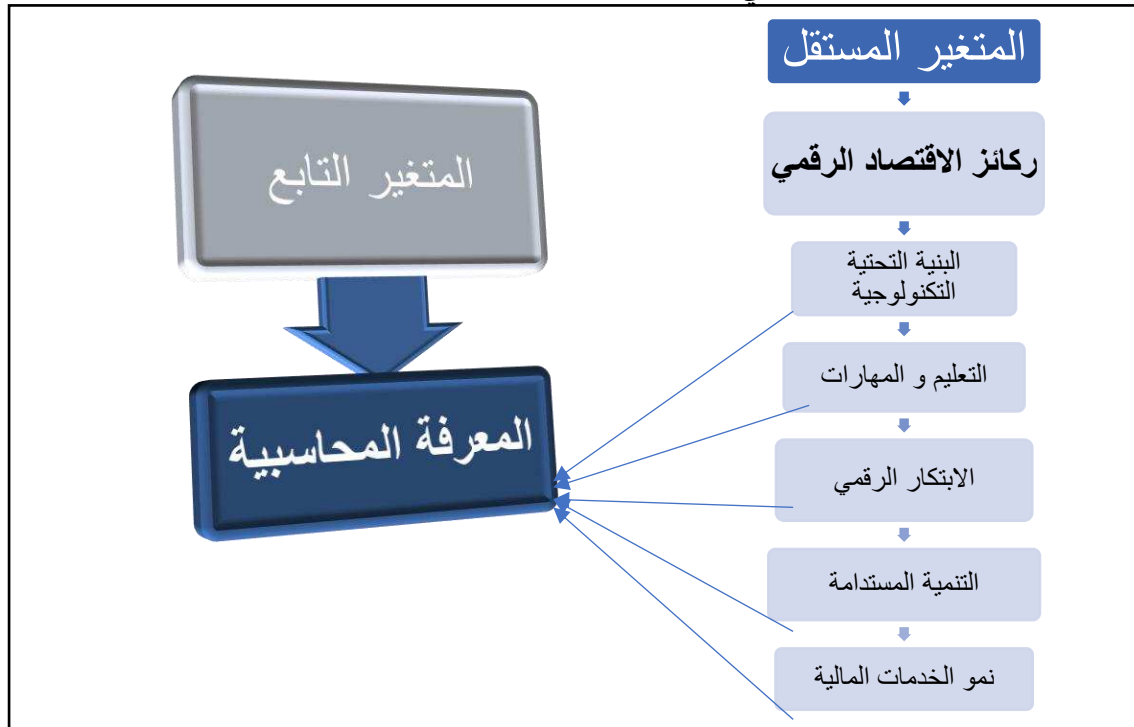 المتغير المستقل
ركائز الاقتصاد الرقمي
البنية التحتية
التكنولوجية
التعليم و المهارات
الابتكار الرقمي
التنمية المستدامة
نمو الخدمات المالية
المتغير التابع
المعرفة المحاسبية